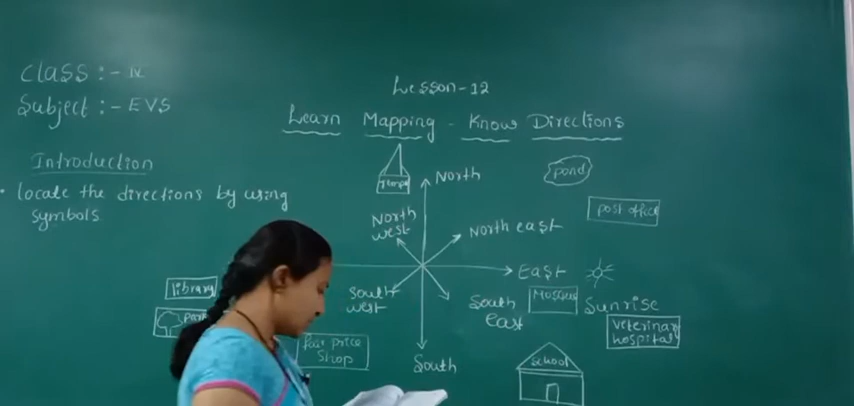 Class :- IV
Subject :- EVS
Lesson-12
Learn Mapping - Know Directions
Introduction
• locate the directions by using
symbols
North
pond
post office
North
west
North east
East
library
South
west
South
east
Mosque
Sunrise
veterinary
hospital
Fair price
Shop
South
School